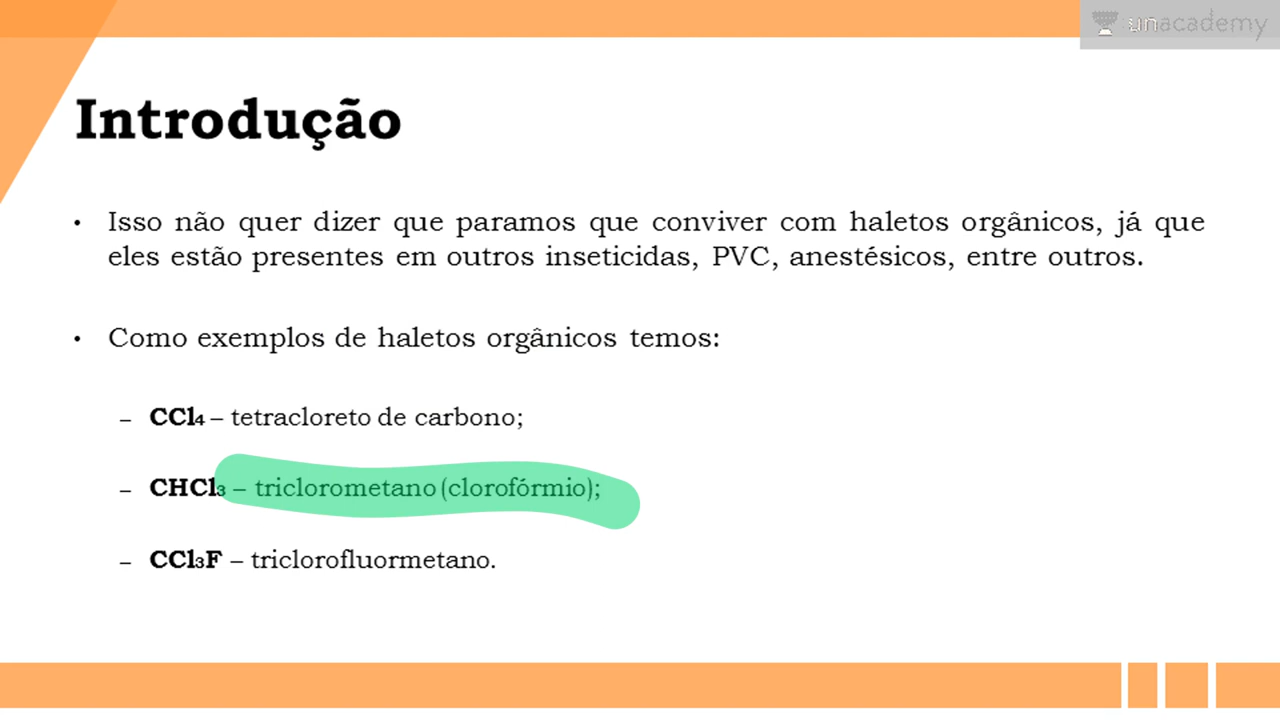 unacademy
Introdução
• Isso não quer dizer que paramos que conviver com haletos orgânicos, já que
eles estão presentes em outros inseticidas, PVC, anestésicos, entre outros.
• Como exemplos de haletos orgânicos temos:
– CCl₄ – tetracloreto de carbono;
– CHCl₃ – triclorometano (clorofórmio);
– CCl₃F – triclorofluormetano.